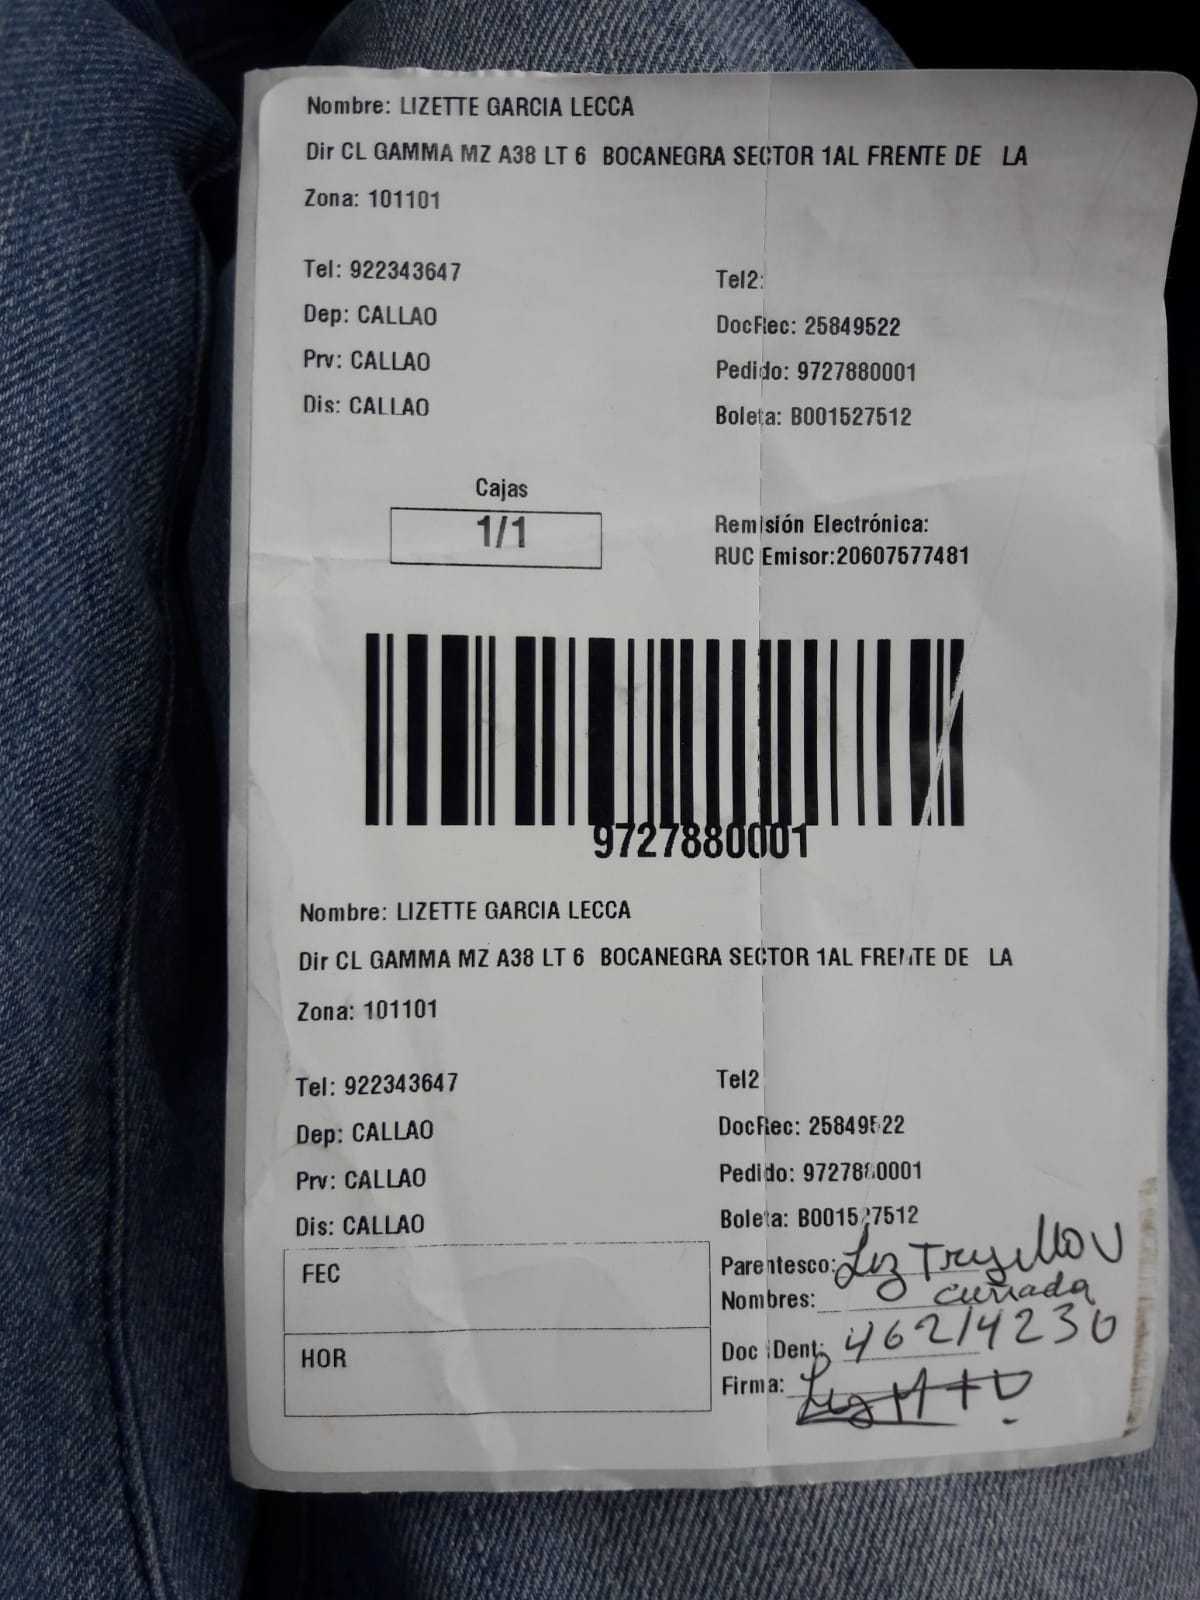 Nombre: LIZETTE GARCIA LECCA
Dir CL GAMMA MZ A38 LT 6 BOCANEGRA SECTOR 1AL FRENTE DE LA
Zona: 101101
Tel: 922343647 Tel2:
Dep: CALLAO DocRec: 25849522
Prv: CALLAO Pedido: 9727880001
Dis: CALLAO Boleta: B001527512
Cajas
1/1
Remisión Electrónica:
RUC Emisor:20607577481
9727880001
Nombre: LIZETTE GARCIA LECCA
Dir CL GAMMA MZ A38 LT 6 BOCANEGRA SECTOR 1AL FRENTE DE LA
Zona: 101101
Tel: 922343647 Tel2
Dep: CALLAO DocRec: 25849522
Prv: CALLAO Pedido: 9727880001
Dis: CALLAO Boleta: B001527512
FEC
HOR
Parentesco: Liz Trujillo
Nombres: cuñada
Doc iDent: 46214230
Firma: